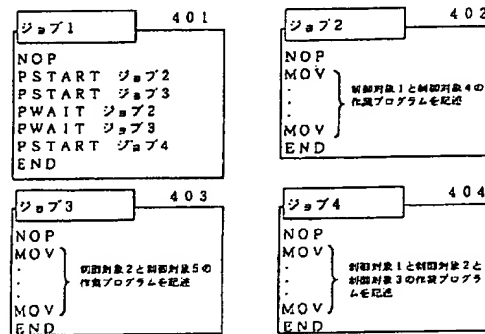 ジョブ1 401
NOP
PSTART ジョブ2
PSTART ジョブ3
PWAIT ジョブ2
PWAIT ジョブ3
PSTART ジョブ4
END
ジョブ2 402
NOP
MOV
.
.
.
MOV
END
制御対象1と制御対象4の
作業プログラムを記述
ジョブ3 403
NOP
MOV
.
.
.
MOV
END
制御対象2と制御対象5の
作業プログラムを記述
ジョブ4 404
NOP
MOV
.
.
.
MOV
END
制御対象1と制御対象2と
制御対象3の作業プログラ
ムを記述